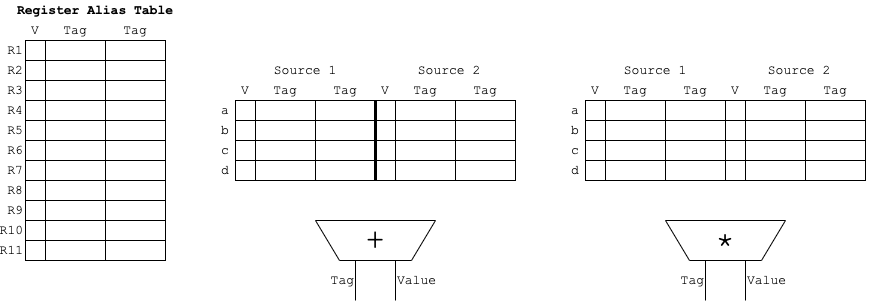 Register Alias Table
V Tag Tag
R1
R2
R3
R4
R5
R6
R7
R8
R9
R10
R11
Source 1 Source 2
V Tag Tag V Tag Tag
a
b
c
d
+
Tag Value
Source 1 Source 2
V Tag Tag V Tag Tag
a
b
c
d
*
Tag Value